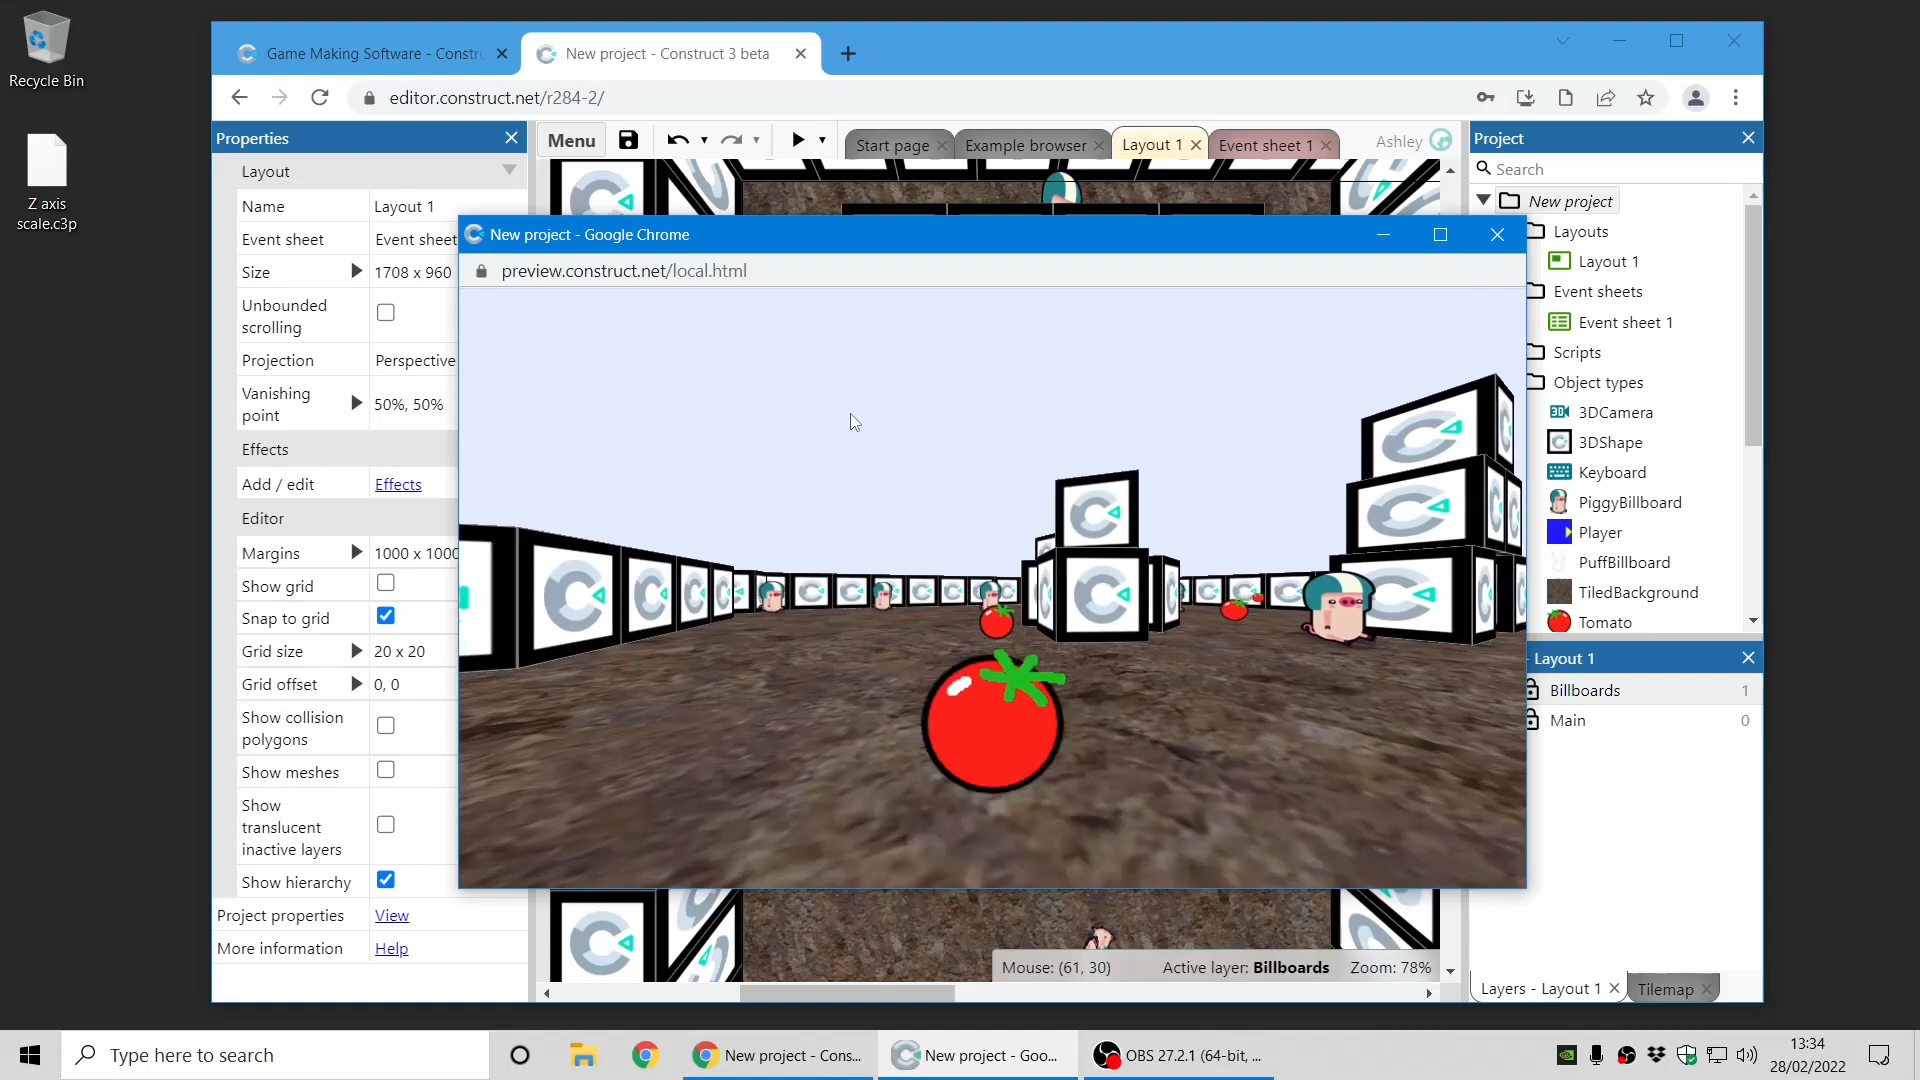 Recycle Bin
Z axis
scale.c3p
Game Making Software - Constr
New project - Construct 3 beta
editor.construct.net/r284-2/
Properties
Layout
Name
Layout 1
Event sheet
Event sheet
Size
1708 x 960
Unbounded
scrolling
Projection
Perspective
Vanishing
point
50%, 50%
Effects
Add / edit
Effects
Editor
Margins
1000 x 1000
Show grid
Snap to grid
Grid size
20 x 20
Grid offset
0, 0
Show collision
polygons
Show meshes
Show
translucent
inactive layers
Show hierarchy
Project properties
View
More information
Help
Menu
Start page
Example browser
Layout 1
Event sheet 1
Ashley
New project - Google Chrome
preview.construct.net/local.html
Mouse: (61, 30)
Active layer: Billboards
Zoom: 78%
Project
Search
New project
Layouts
Layout 1
Event sheets
Event sheet 1
Scripts
Object types
3DCamera
3DShape
Keyboard
PiggyBillboard
Player
PuffBillboard
TiledBackground
Tomato
- Layout 1
Billboards
1
Main
0
Layers - Layout 1
Tilemap
Type here to search
New project - Cons...
New project - Goo...
OBS 27.2.1 (64-bit, ...
13:34
28/02/2022